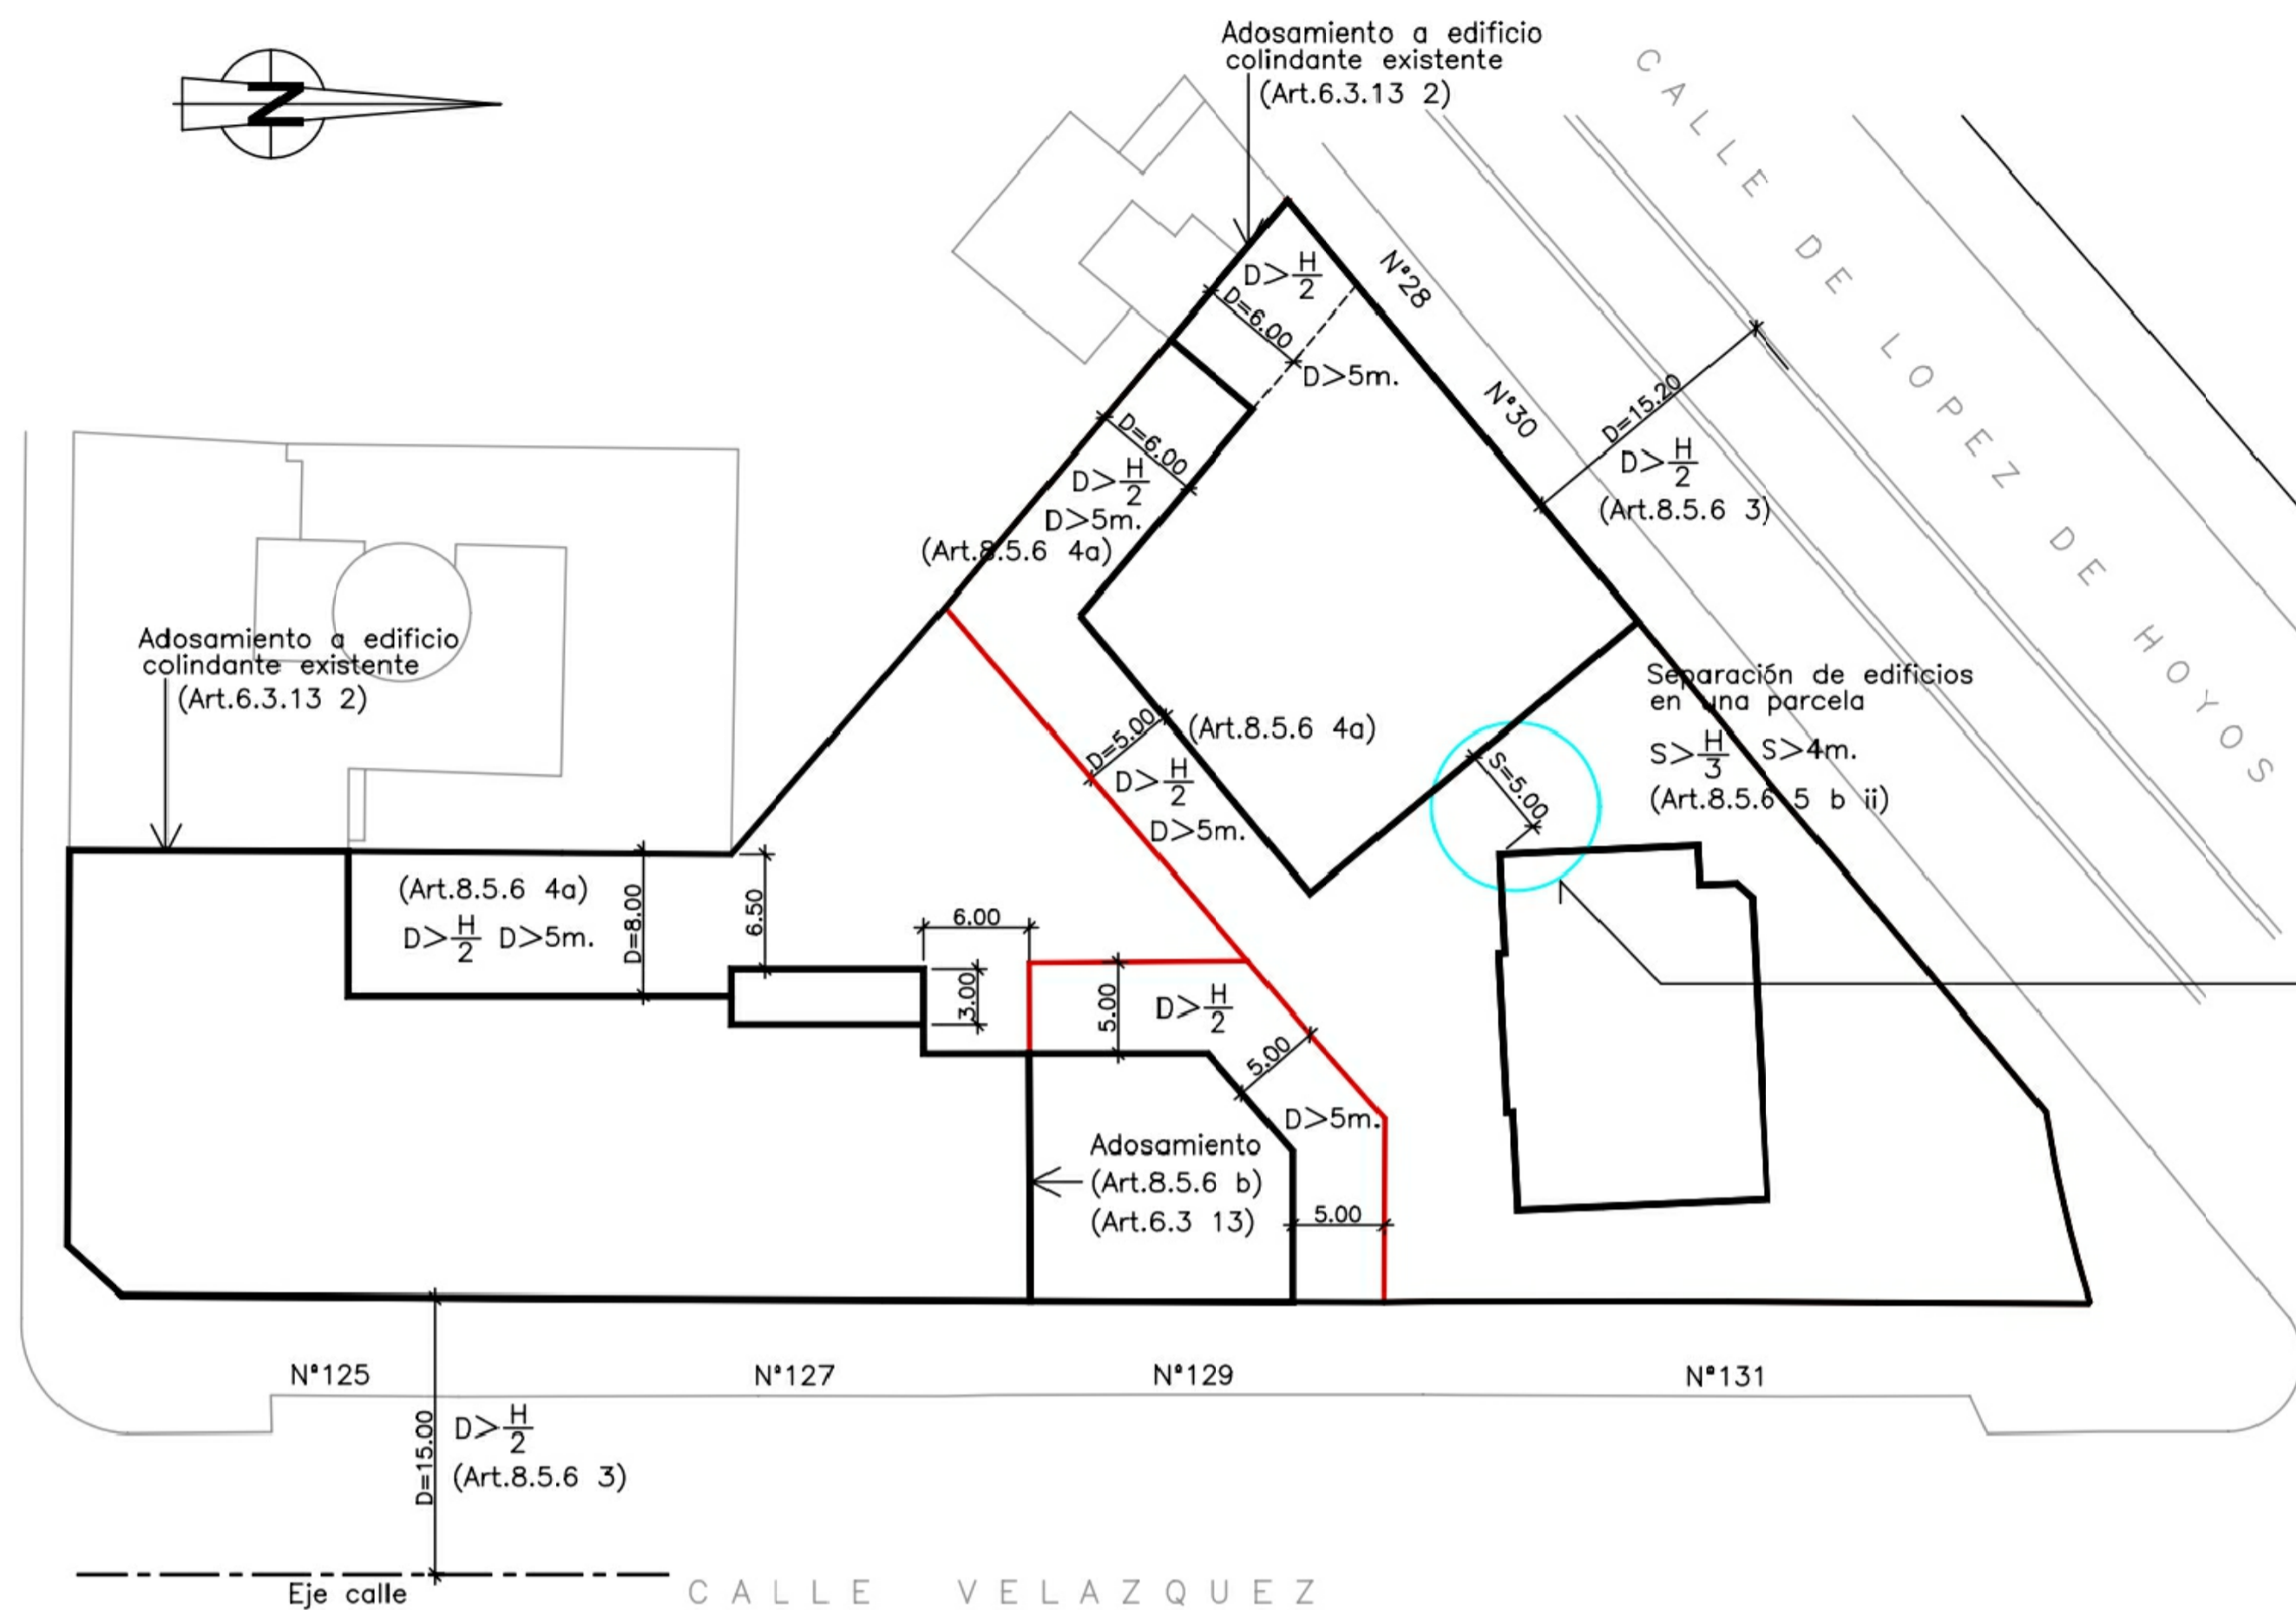 Adosamiento a edificio
colindante existente
(Art.6.3.13 2)
N
CALLE DE LOPEZ DE HOYOS
D>H/2
D=6.00
D>5m.
Nº28
Nº30
D=15.20
D>H/2
(Art.8.5.6 3)
D=6.00
D>H/2
D>5m.
(Art.8.5.6 4a)
Adosamiento a edificio
colindante existente
(Art.6.3.13 2)
Separación de edificios
en una parcela
S>H/3 S>4m.
(Art.8.5.6 5 b ii)
D=5.00
(Art.8.5.6 4a)
D>H/2
D>5m.
S=5.00
(Art.8.5.6 4a)
D>H/2 D>5m.
D=8.00
6.50
6.00
3.00
5.00
D>H/2
5.00
D>5m.
Adosamiento
(Art.8.5.6 b)
(Art.6.3 13)
5.00
Nº125
Nº127
Nº129
Nº131
D=15.00
D>H/2
(Art.8.5.6 3)
Eje calle
CALLE VELAZQUEZ